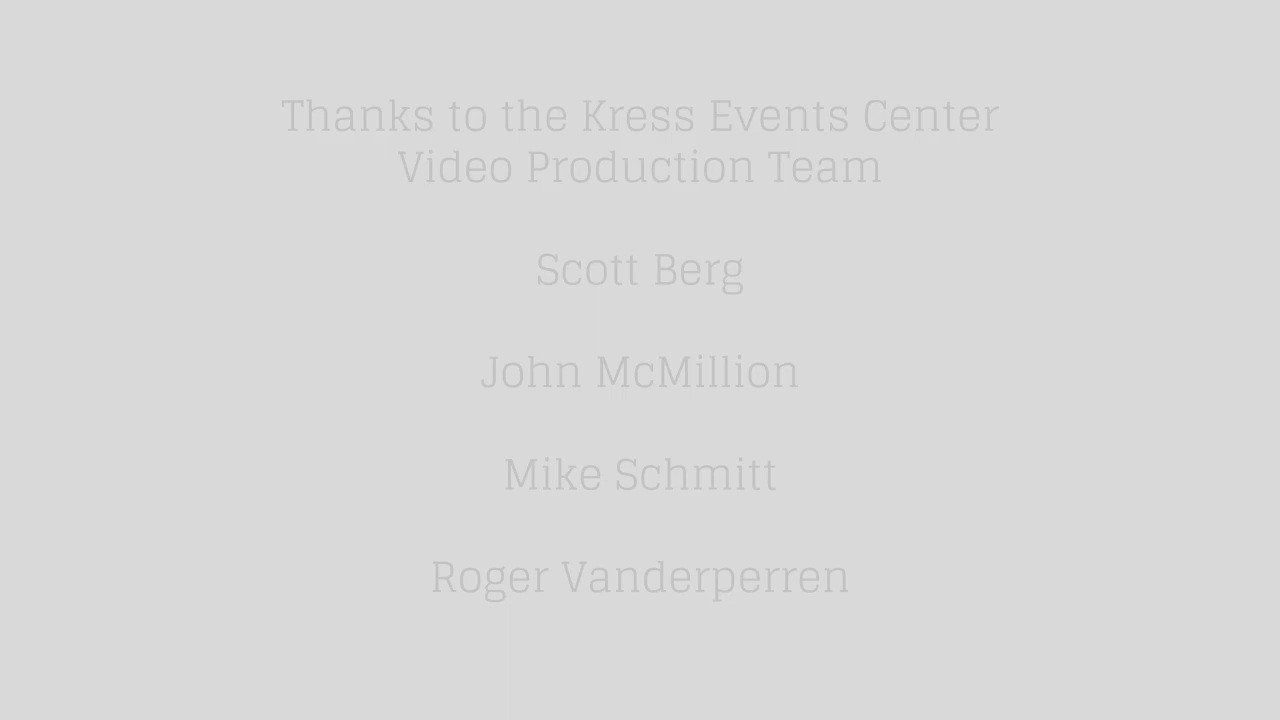 Thanks to the Kress Events Center
Video Production Team
Scott Berg
John McMillion
Mike Schmitt
Roger Vanderperren